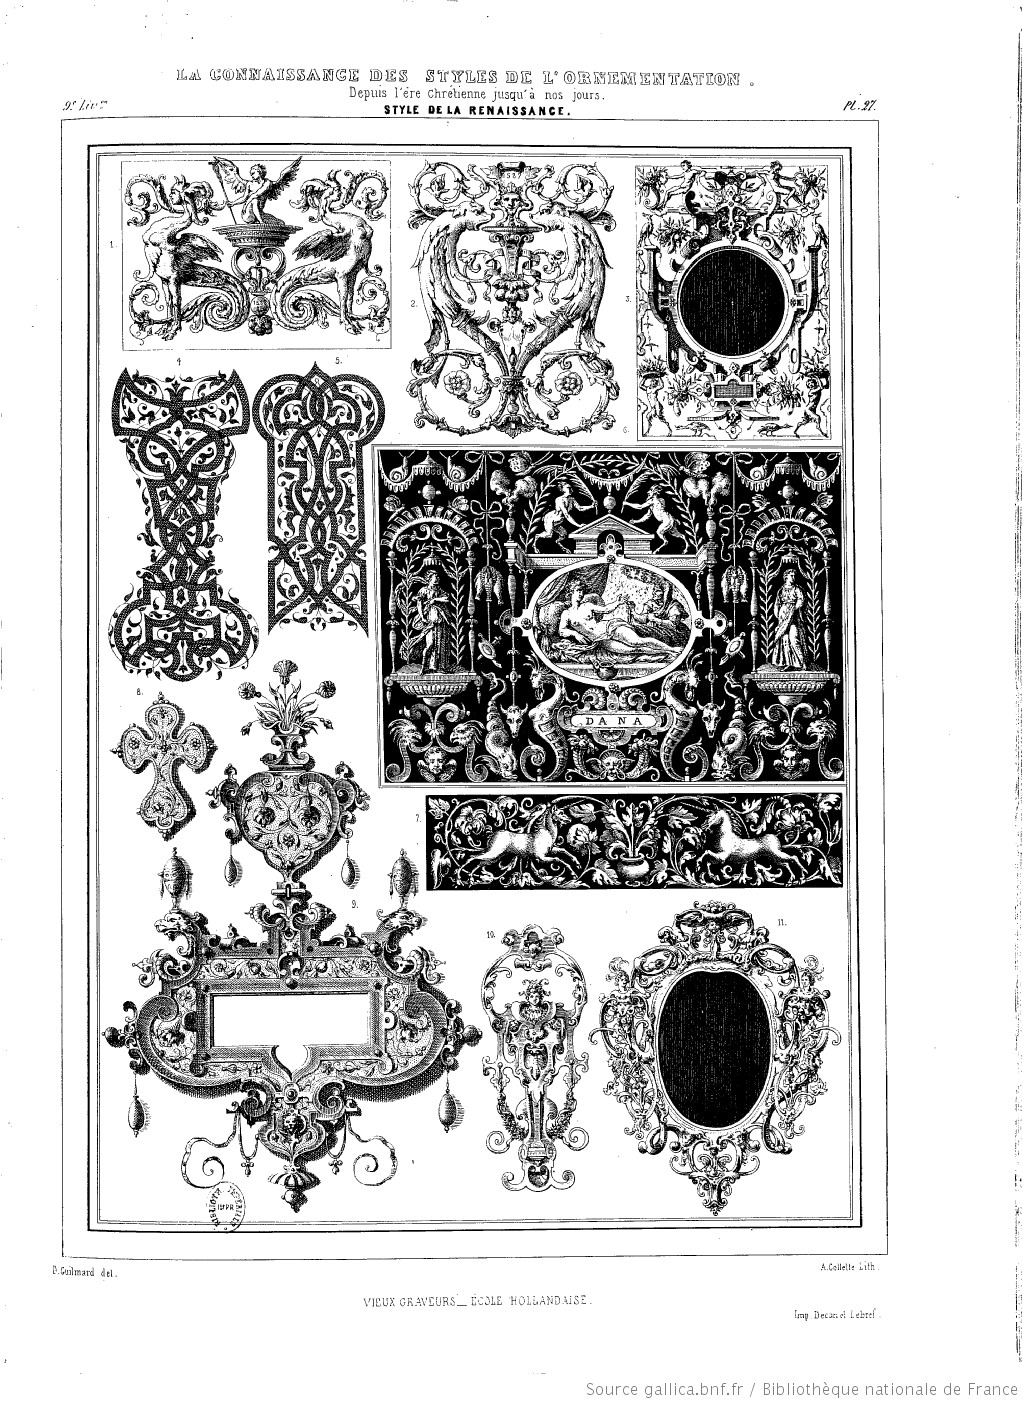 LA CONNAISSANCE DES STYLES DE L'ORNEMENTATION.
Depuis l'ère chrétienne jusqu'à nos jours.
9e Livon Pl. 27.
STYLE DE LA RENAISSANCE.
1.
2.
3.
4.
5.
6.
DANA
7.
8.
9.
10.
11.
D. Guilmard del.
A. Collette Lith.
VIEUX GRAVEURS_ ÉCOLE HOLLANDAISE.
Imp. Decan et Lebref.
Source gallica.bnf.fr / Bibliothèque nationale de France